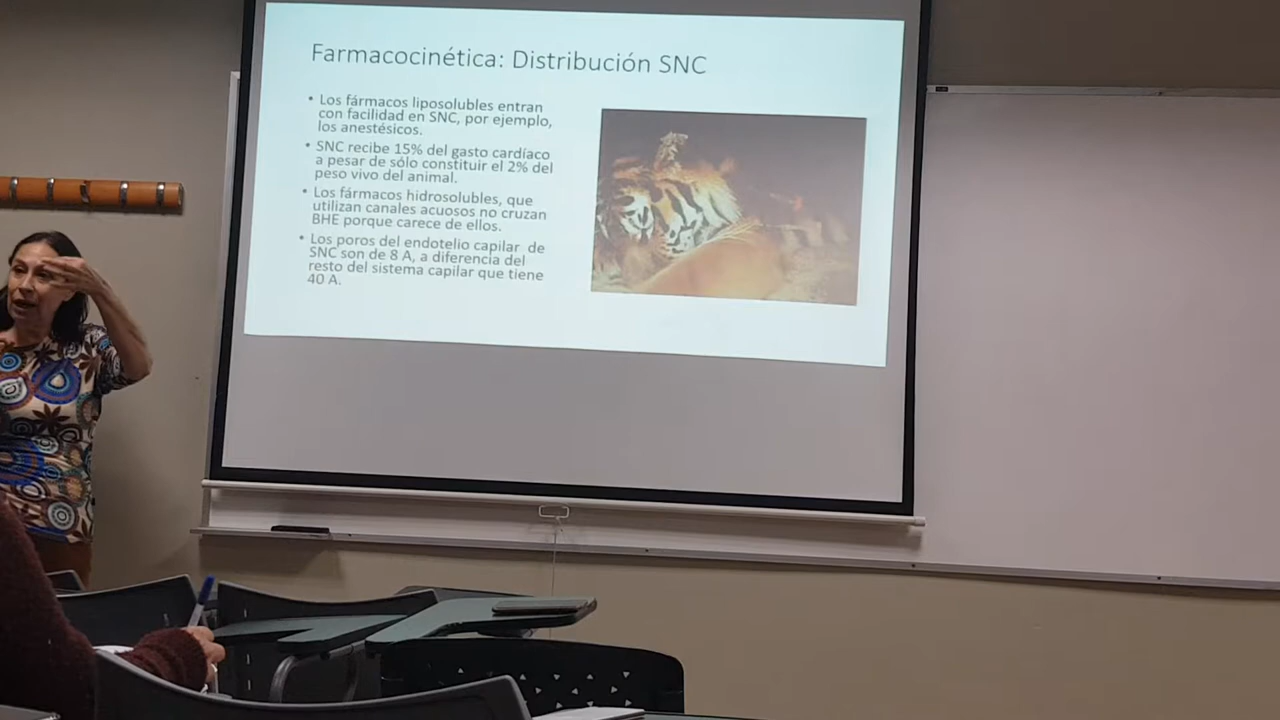 Farmacocinética: Distribución SNC
• Los fármacos liposolubles entran
con facilidad en SNC, por ejemplo,
los anestésicos.
• SNC recibe 15% del gasto cardíaco
a pesar de sólo constituir el 2% del
peso vivo del animal.
• Los fármacos hidrosolubles, que
utilizan canales acuosos no cruzan
BHE porque carece de ellos.
• Los poros del endotelio capilar de
SNC son de 8 A, a diferencia del
resto del sistema capilar que tiene
40 A.